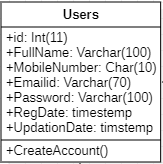 Users
+id: Int(11)
+FullName: Varchar(100)
+MobileNumber: Char(10)
+Emailid: Varchar(70)
+Password: Varchar(100)
+RegDate: timestemp
+UpdationDate: timstemp
+CreateAccount()